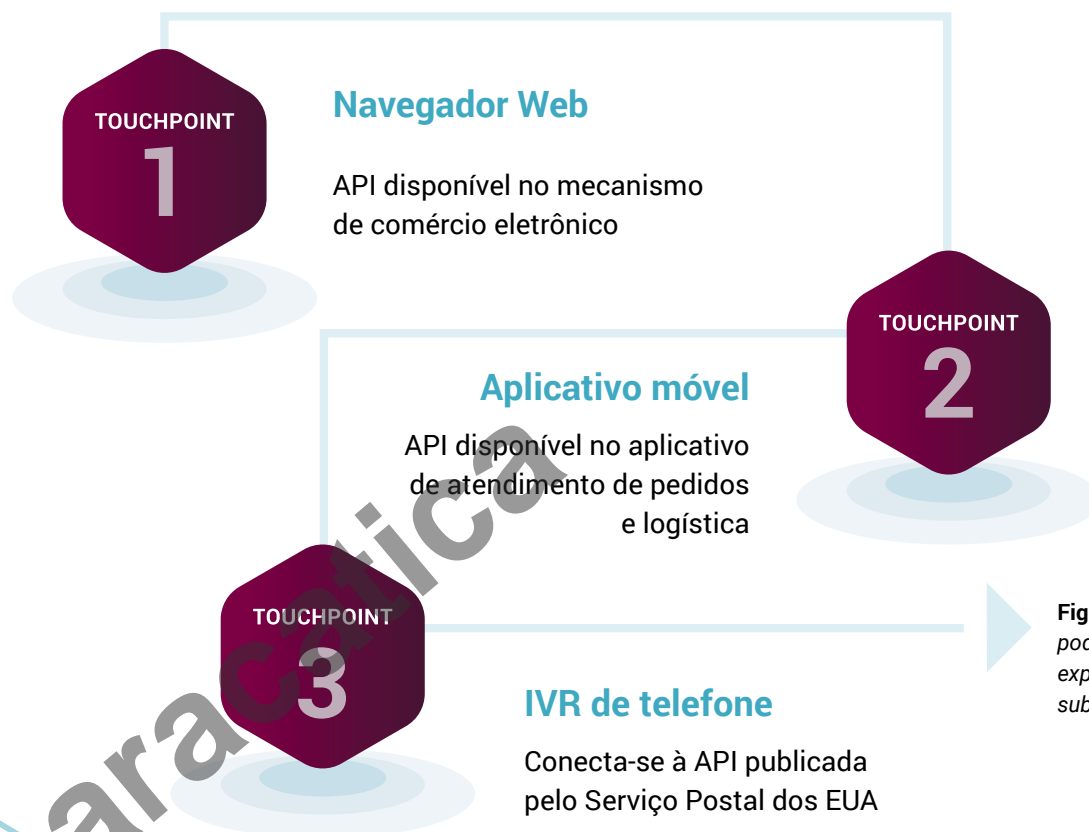 TOUCHPOINT
1
Navegador Web
API disponível no mecanismo
de comércio eletrônico
TOUCHPOINT
2
Aplicativo móvel
API disponível no aplicativo
de atendimento de pedidos
e logística
TOUCHPOINT
3
IVR de telefone
Conecta-se à API publicada
pelo Serviço Postal dos EUA
Fig
exp
sub